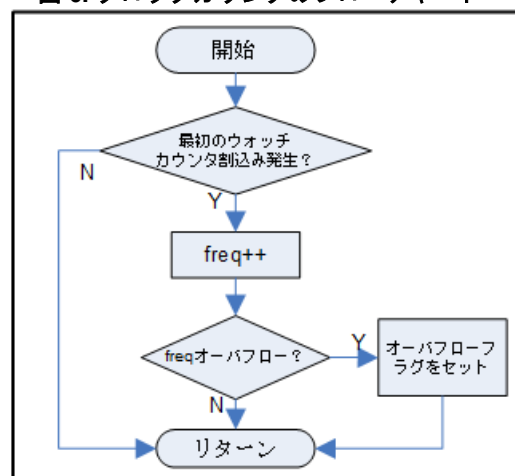 開始
最初のウォッチ
カウンタ割込み発生？
N
Y
freq++
freqオーバフロー？
Y
オーバフローフ
ラグをセット
N
リターン